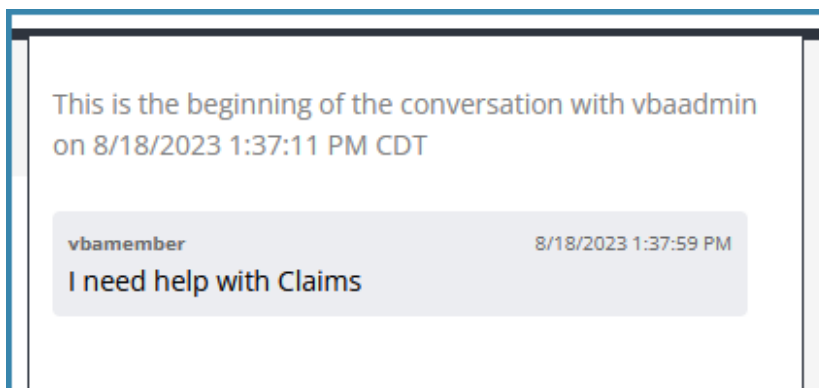 This is the beginning of the conversation with vbaadmin
on 8/18/2023 1:37:11 PM CDT
vbamember 8/18/2023 1:37:59 PM
I need help with Claims